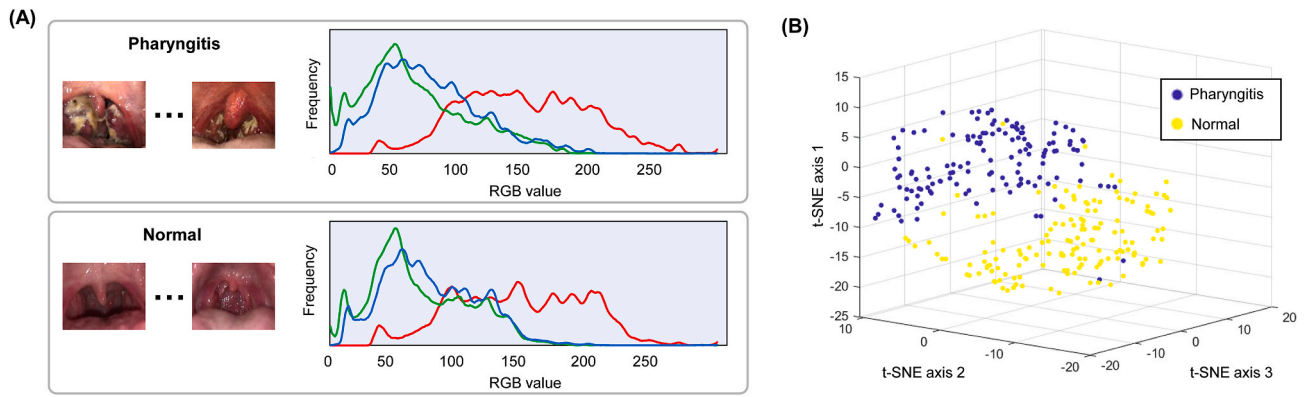 (A)
Pharyngitis
Frequency
0 50 100 150 200 250
RGB value
Normal
Frequency
0 50 100 150 200 250
RGB value
(B)
t-SNE axis 1
15
10
5
0
-5
-10
-15
-20
-25
10 0 -10 -20
t-SNE axis 2
-20 -10 0 10 20
t-SNE axis 3
Pharyngitis
Normal